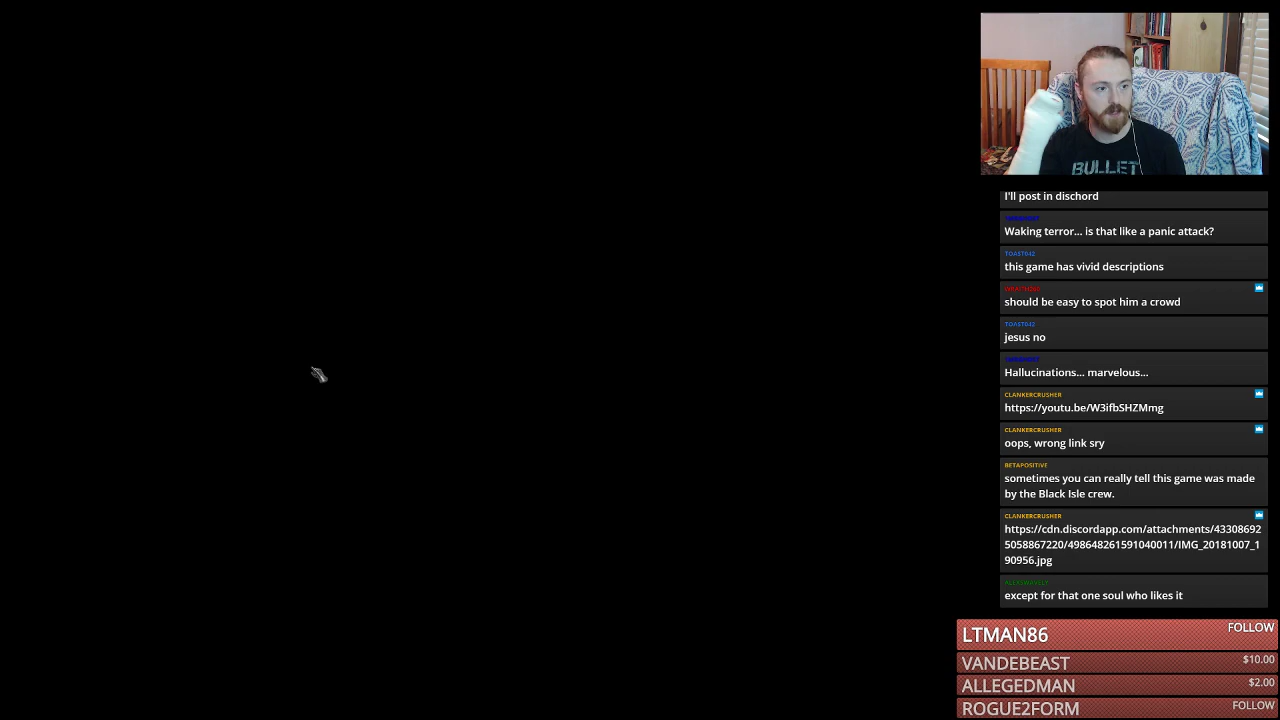 BULLET
I'll post in dischord
Waking terror... is that like a panic attack?
TOAST042
this game has vivid descriptions
should be easy to spot him a crowd
TOAST042
jesus no
Hallucinations... marvelous...
CLANKERCRUSHER
https://youtu.be/W3ifbSHZMmg
CLANKERCRUSHER
oops, wrong link sry
BETAPOSITIVE
sometimes you can really tell this game was made
by the Black Isle crew.
CLANKERCRUSHER
https://cdn.discordapp.com/attachments/43308692
5058867220/498648261591040011/IMG_20181007_1
90956.jpg
except for that one soul who likes it
LTMAN86 FOLLOW
VANDEBEAST $10.00
ALLEGEDMAN $2.00
ROGUE2FORM FOLLOW